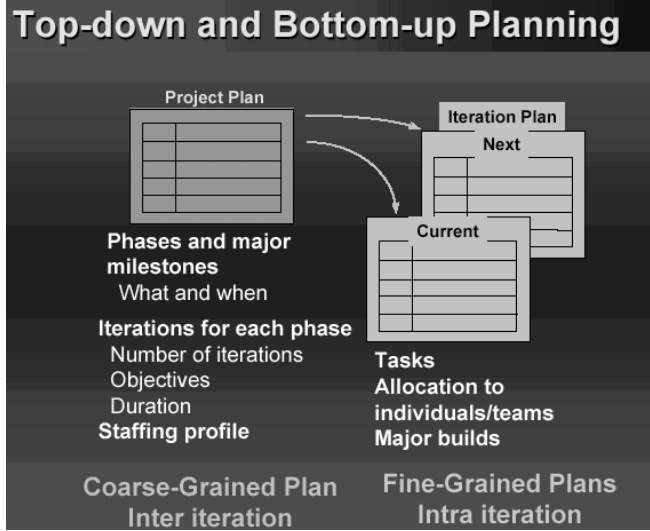 Top-down and Bottom-up Planning
Project Plan
Phases and major
milestones
What and when
Iterations for each phase
Number of iterations
Objectives
Duration
Staffing profile
Coarse-Grained Plan
Inter iteration
Iteration Plan
Next
Current
Tasks
Allocation to
individuals/teams
Major builds
Fine-Grained Plans
Intra iteration